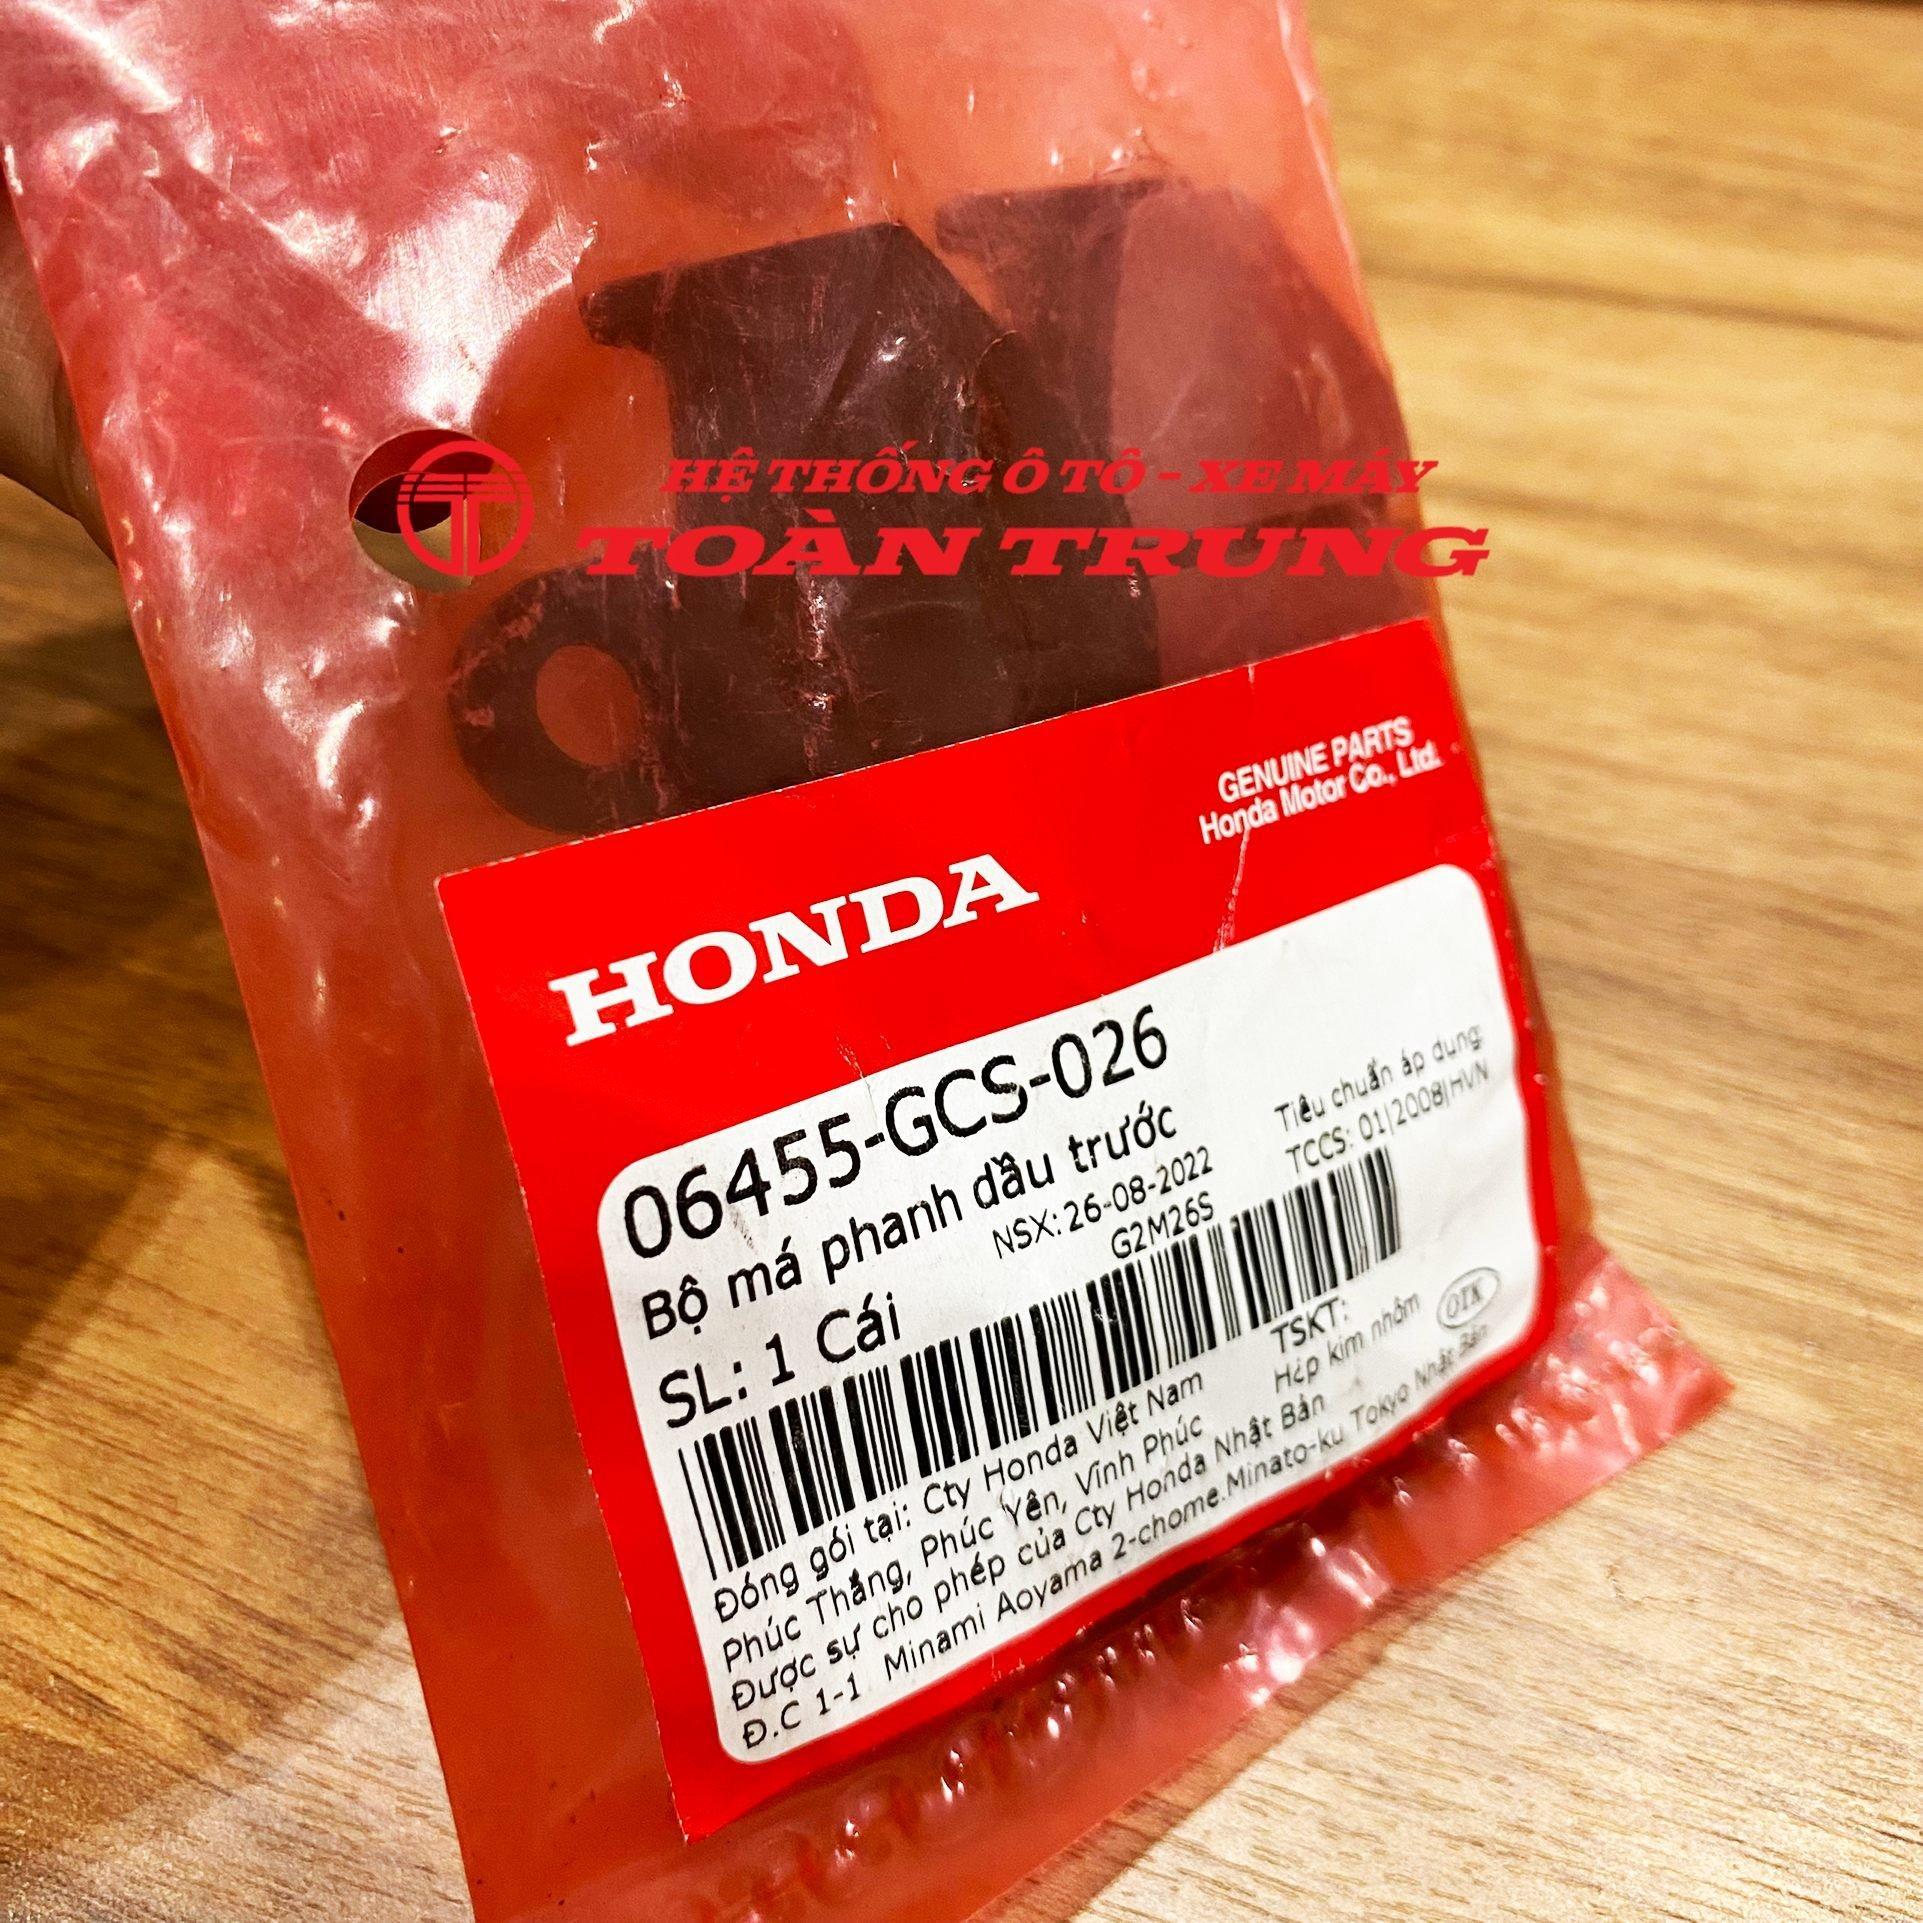 HỆ THỐNG Ô TÔ - XE MÁY
TOÀN TRUNG
GENUINE PARTS
Honda Motor Co., Ltd.
HONDA
06455-GCS-026
Bộ má phanh dầu trước
NSX: 26-08-2022
Tiêu chuẩn áp dụng:
TCCS: 01|2008|HVN
SL: 1 Cái
G2M26S
TSKT:
Hợp kim nhôm
QTK
Đóng gói tại: Cty Honda Việt Nam
Phúc Thắng, Phúc Yên, Vĩnh Phúc
Được sự cho phép của Cty Honda Nhật Bản
Đ.C 1-1 Minami Aoyama 2-chome.Minato-ku Tokyo Nhật Bản